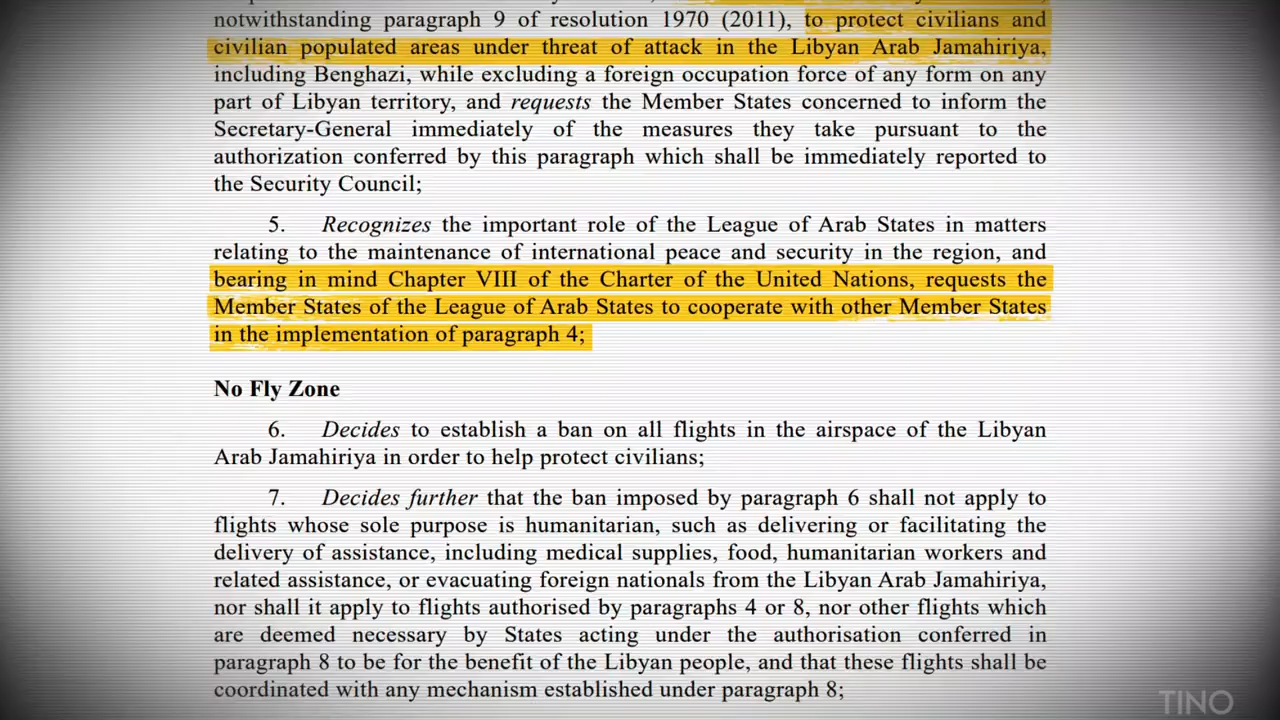 notwithstanding paragraph 9 of resolution 1970 (2011), to protect civilians and
civilian populated areas under threat of attack in the Libyan Arab Jamahiriya,
including Benghazi, while excluding a foreign occupation force of any form on any
part of Libyan territory, and requests the Member States concerned to inform the
Secretary-General immediately of the measures they take pursuant to the
authorization conferred by this paragraph which shall be immediately reported to
the Security Council;
5. Recognizes the important role of the League of Arab States in matters
relating to the maintenance of international peace and security in the region, and
bearing in mind Chapter VIII of the Charter of the United Nations, requests the
Member States of the League of Arab States to cooperate with other Member States
in the implementation of paragraph 4;
No Fly Zone
6. Decides to establish a ban on all flights in the airspace of the Libyan
Arab Jamahiriya in order to help protect civilians;
7. Decides further that the ban imposed by paragraph 6 shall not apply to
flights whose sole purpose is humanitarian, such as delivering or facilitating the
delivery of assistance, including medical supplies, food, humanitarian workers and
related assistance, or evacuating foreign nationals from the Libyan Arab Jamahiriya,
nor shall it apply to flights authorised by paragraphs 4 or 8, nor other flights which
are deemed necessary by States acting under the authorisation conferred in
paragraph 8 to be for the benefit of the Libyan people, and that these flights shall be
coordinated with any mechanism established under paragraph 8;
TINO